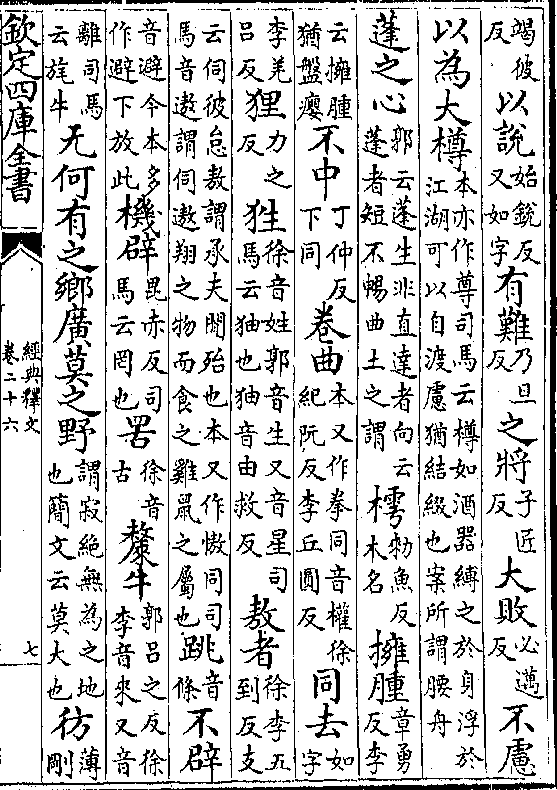 竭彼反以說始銳反又如字有難乃旦反之將子匠反大敗必邁反不慮
以為大樽本亦作尊司馬云樽如酒器縛之於身浮於江湖可以自渡慮猶結綴也案所謂腰舟
蓬之心郭云蓬生非直達者向云蓬者短不暢曲土之謂樗勑魚反木名擁腫章勇反李
云擁腫猶盤癭不中丁仲反下同卷曲本又作拳同音權徐紀阮反李丘圓反同去如字
李羌呂反狸力之反狌徐音姓郭音生又音星司馬云㹨也㹨音由救反敖者徐李五到反支
云伺彼怠敖謂承夫閒殆也本又作傲同司馬音遨謂伺遨翔之物而食之雞鼠之屬也跳音條不辟
音避今本多作避下放此機辟毘赤反司馬云罔也罟徐音古斄牛郭呂之反徐李音來又音
離司馬云旄牛无何有之鄉廣莫之野謂寂絕無為之地也簡文云莫大也彷薄剛
欽定四庫全書
經典釋文
卷二十六
七